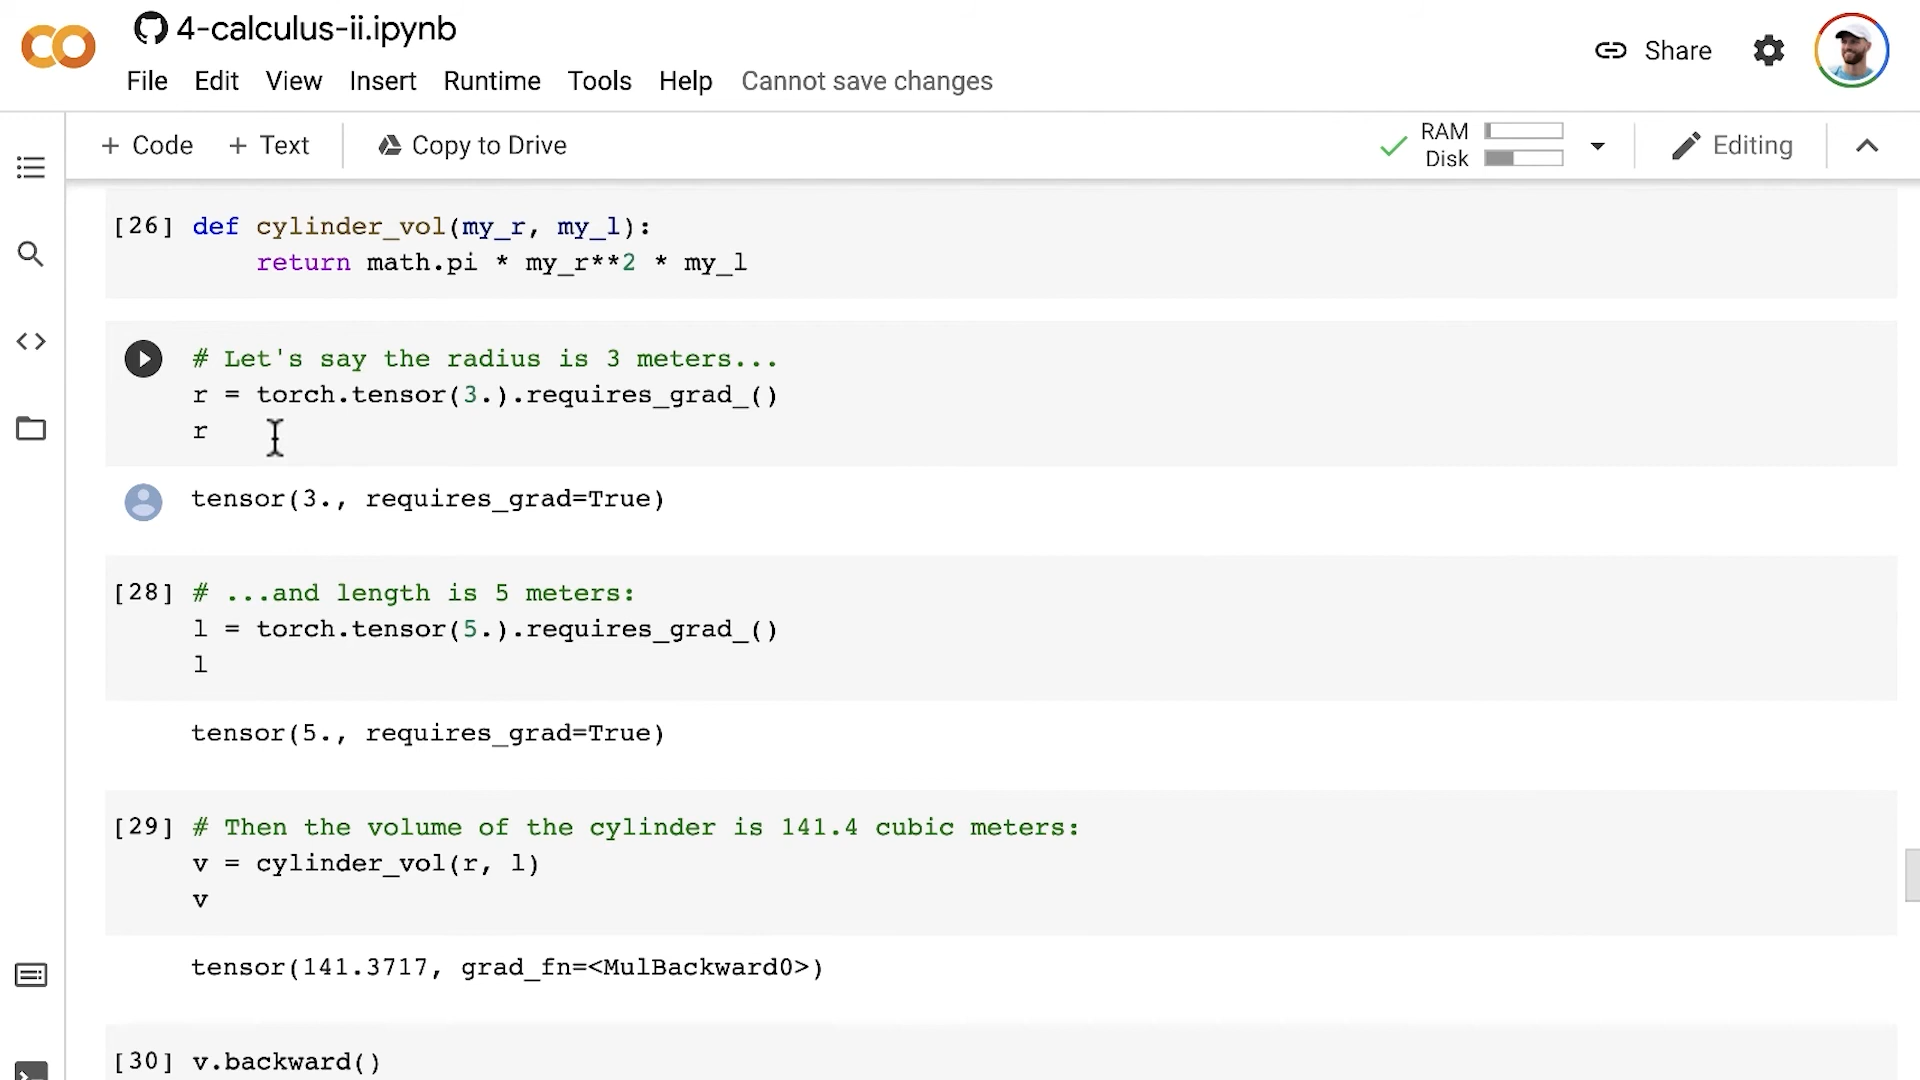 4-calculus-ii.ipynb
Share
File Edit View Insert Runtime Tools Help Cannot save changes
+ Code + Text Copy to Drive
RAM
Disk
Editing
[26] def cylinder_vol(my_r, my_l):
return math.pi * my_r**2 * my_l
# Let's say the radius is 3 meters...
r = torch.tensor(3.).requires_grad_()
r
tensor(3., requires_grad=True)
[28] # ...and length is 5 meters:
l = torch.tensor(5.).requires_grad_()
l
tensor(5., requires_grad=True)
[29] # Then the volume of the cylinder is 141.4 cubic meters:
v = cylinder_vol(r, l)
v
tensor(141.3717, grad_fn=<MulBackward0>)
[30] v.backward()